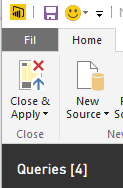 Fil Home
Close & New
Apply Source
Close
Queries [4]